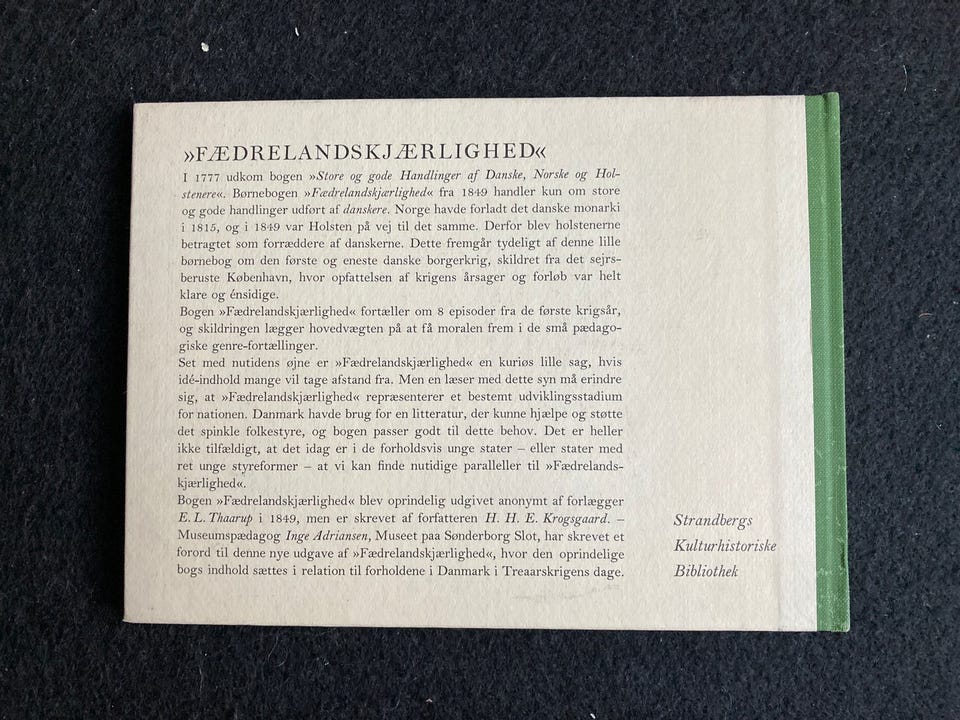 »FÆDRELANDSKJÆRLIGHED«
I 1777 udkom bogen »Store og gode Handlinger af Danske, Norske og Hol-
stenere«. Børnebogen »Fædrelandskjærlighed« fra 1849 handler kun om store
og gode handlinger udført af danskere. Norge havde forladt det danske monarki
i 1815, og i 1849 var Holsten på vej til det samme. Derfor blev holstenerne
betragtet som forræddere af danskerne. Dette fremgår tydeligt af denne lille
børnebog om den første og eneste danske borgerkrig, skildret fra det sejrs-
beruste København, hvor opfattelsen af krigens årsager og forløb var helt
klare og énsidige.
Bogen »Fædrelandskjærlighed« fortæller om 8 episoder fra de første krigsår,
og skildringen lægger hovedvægten på at få moralen frem i de små pædago-
giske genre-fortællinger.
Set med nutidens øjne er »Fædrelandskjærlighed« en kuriøs lille sag, hvis
idé-indhold mange vil tage afstand fra. Men en læser med dette syn må erindre
sig, at »Fædrelandskjærlighed« repræsenterer et bestemt udviklingsstadium
for nationen. Danmark havde brug for en litteratur, der kunne hjælpe og støtte
det spinkle folkestyre, og bogen passer godt til dette behov. Det er heller
ikke tilfældigt, at det idag er i de forholdsvis unge stater – eller stater med
ret unge styreformer – at vi kan finde nutidige paralleller til »Fædrelands-
kjærlighed«.
Bogen »Fædrelandskjærlighed« blev oprindelig udgivet anonymt af forlægger
E. L. Thaarup i 1849, men er skrevet af forfatteren H. H. E. Krogsgaard. –
Museumspædagog Inge Adriansen, Museet paa Sønderborg Slot, har skrevet et
forord til denne nye udgave af »Fædrelandskjærlighed«, hvor den oprindelige
bogs indhold sættes i relation til forholdene i Danmark i Treaarskrigens dage.
Strandbergs
Kulturhistoriske
Bibliothek